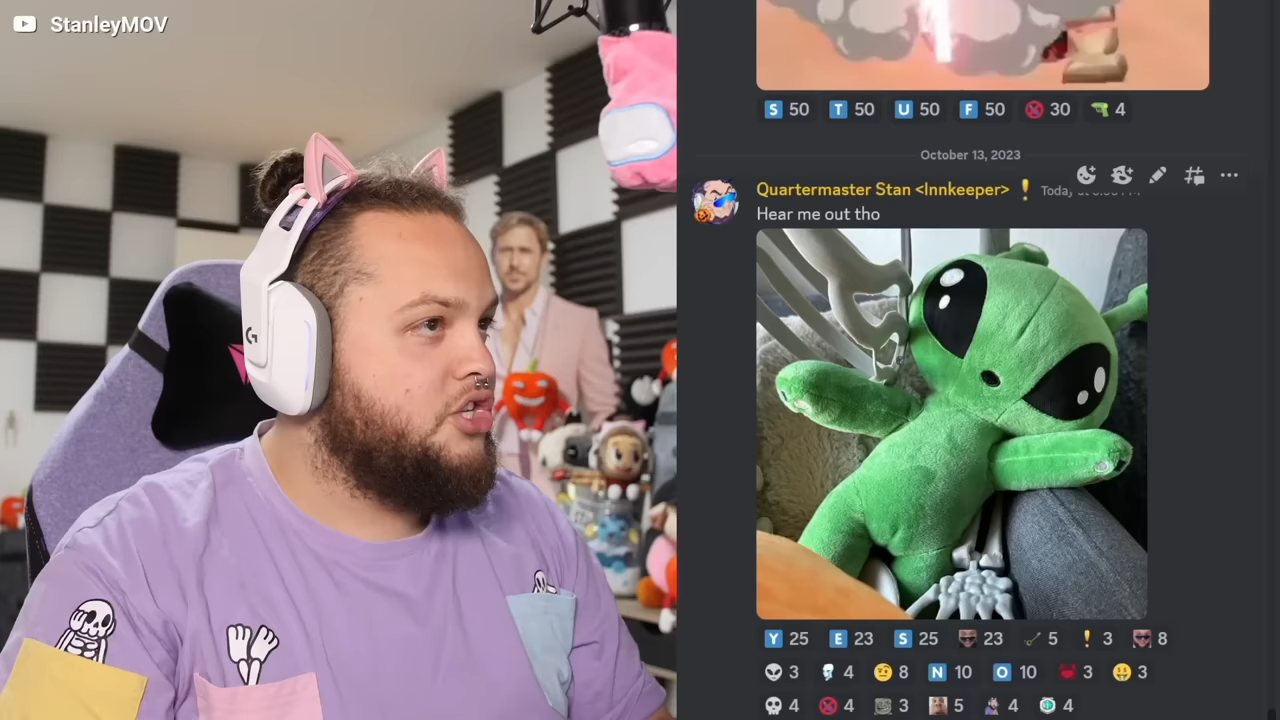 StanleyMOV
S 50 T 50 U 50 F 50 30 4
October 13, 2023
Quartermaster Stan <Innkeeper> Today at
Hear me out tho
Y 25 E 23 S 25 23 5 3 8
3 4 8 N 10 O 10 3 3
4 4 3 5 4 4